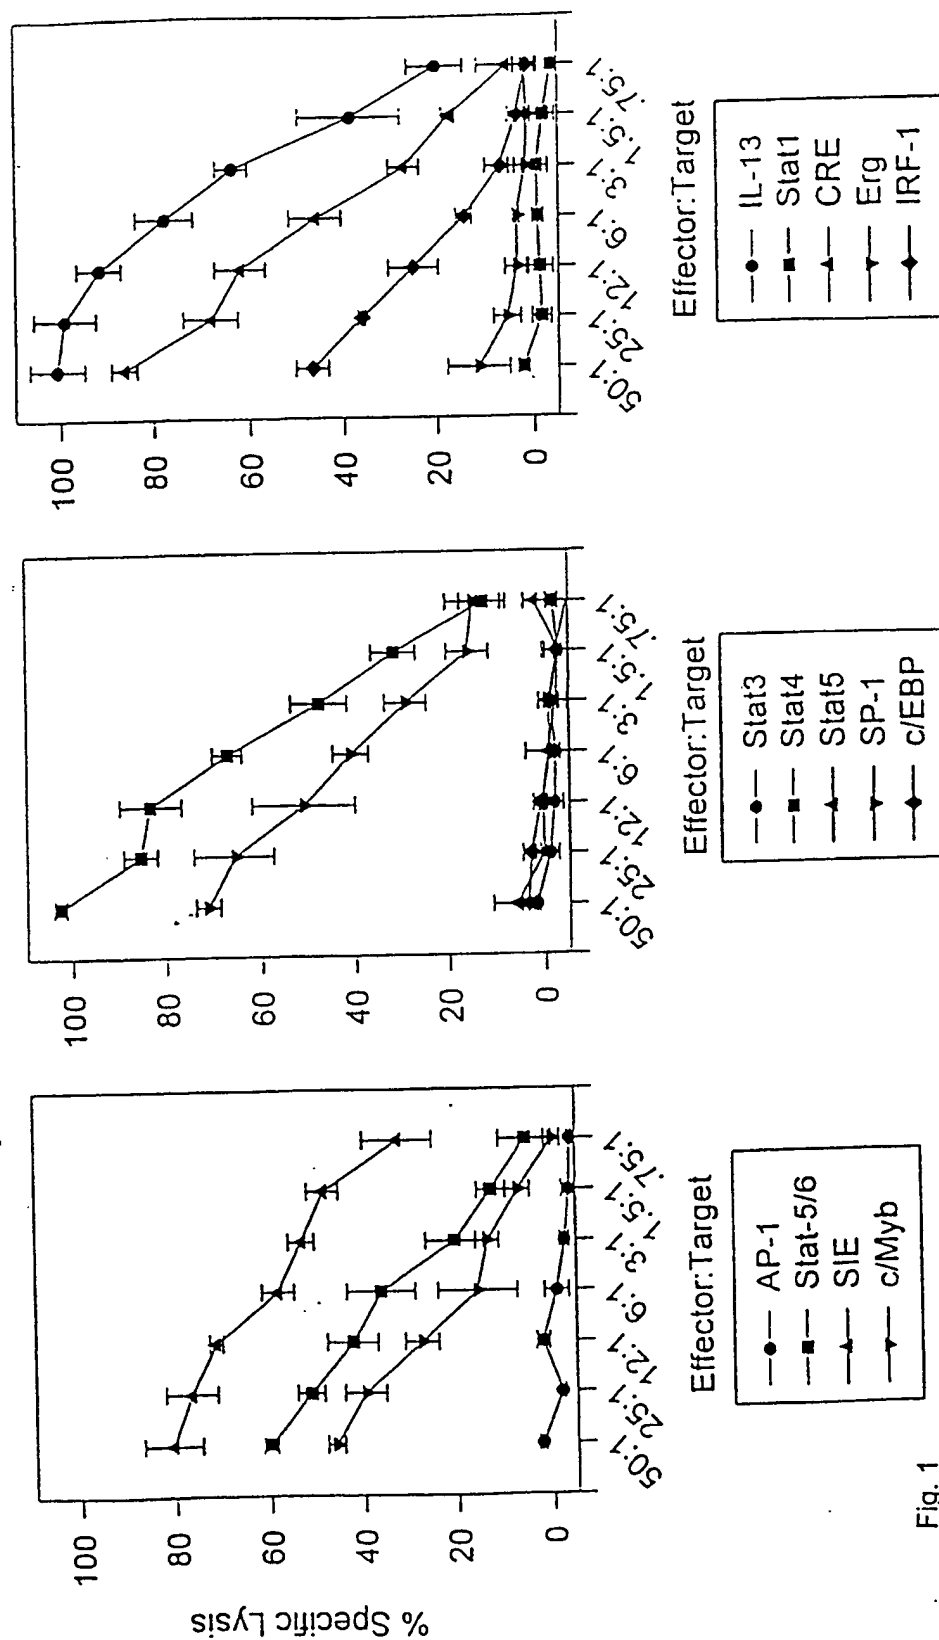 % Specific Lysis
100
80
60
40
20
0
50:1 25:1 12:1 6:1 3:1 1.5:1 .75:1
Effector:Target
AP-1
Stat-5/6
SIE
c/Myb
100
80
60
40
20
0
50:1 25:1 12:1 6:1 3:1 1.5:1 .75:1
Effector:Target
Stat3
Stat4
Stat5
SP-1
c/EBP
100
80
60
40
20
0
50:1 25:1 12:1 6:1 3:1 1.5:1 .75:1
Effector:Target
IL-13
Stat1
CRE
Erg
IRF-1
Fig. 1